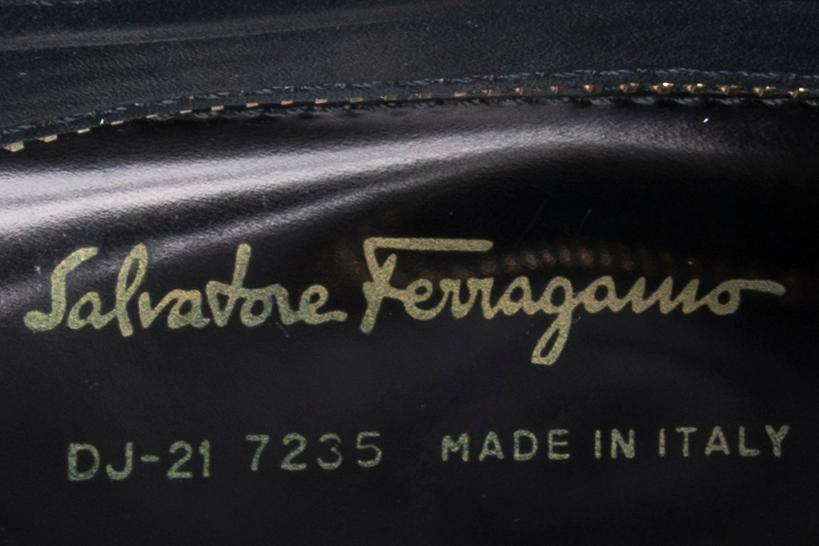 Salvatore Ferragamo
DJ-21 7235 MADE IN ITALY